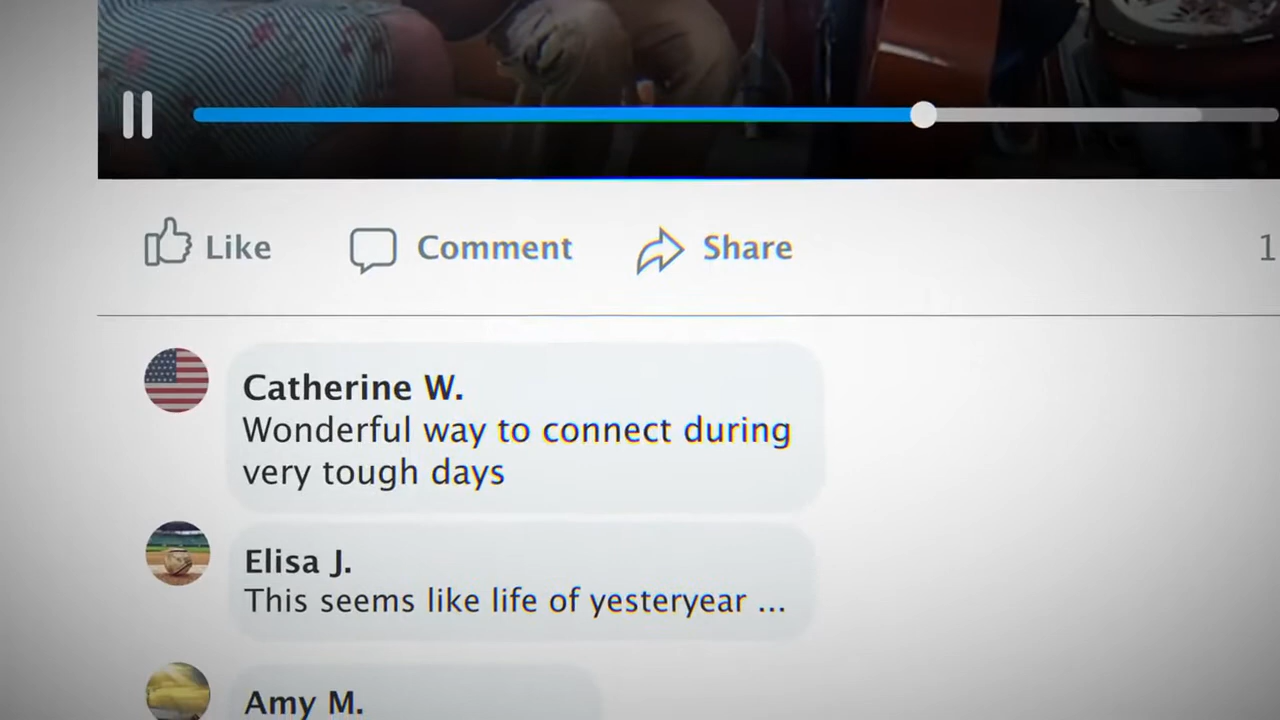 Like Comment Share 1
Catherine W.
Wonderful way to connect during
very tough days
Elisa J.
This seems like life of yesteryear ...
Amy M.